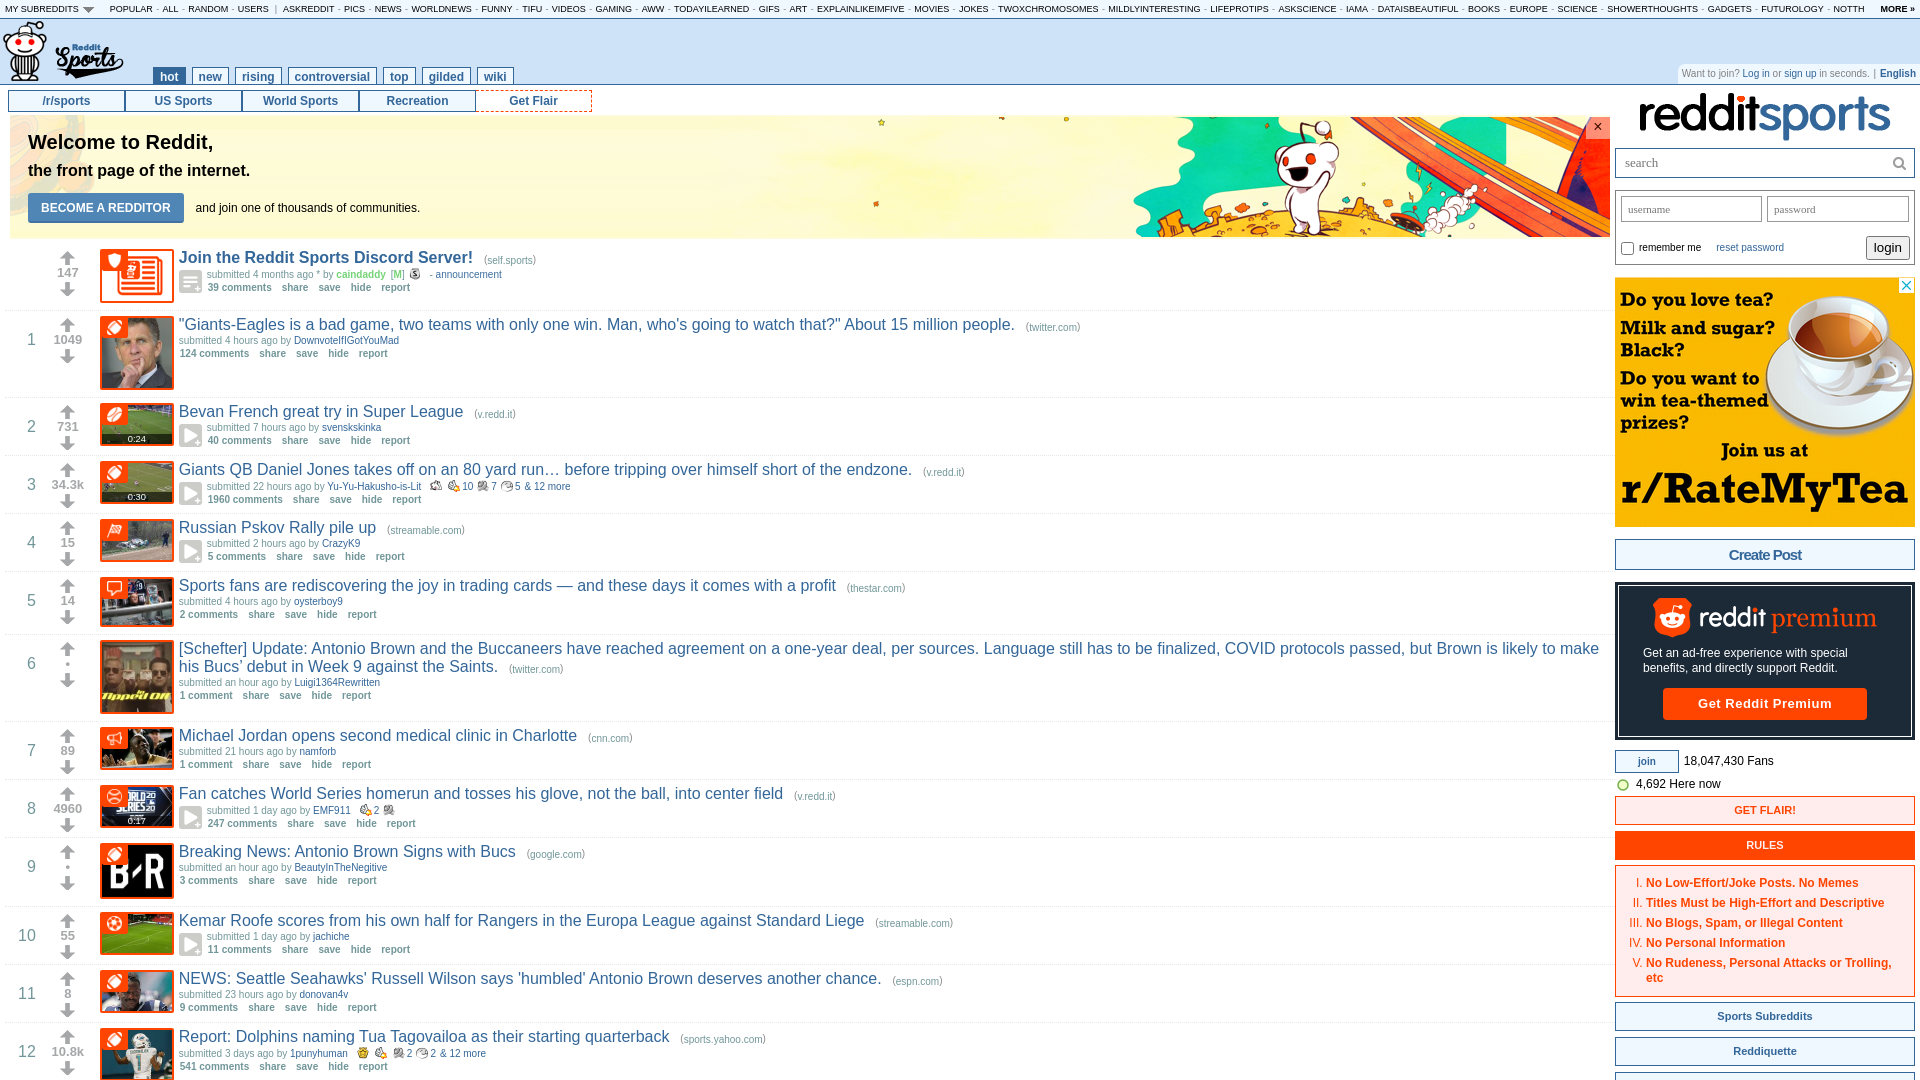 MY SUBREDDITS POPULAR - ALL - RANDOM - USERS | ASKREDDIT - PICS - NEWS - WORLDNEWS - FUNNY - TIFU - VIDEOS - GAMING - AWW - TODAYILEARNED - GIFS - ART - EXPLAINLIKEIMFIVE - MOVIES - JOKES - TWOXCHROMOSOMES - MILDLYINTERESTING - LIFEPROTIPS - ASKSCIENCE - IAMA - DATAISBEAUTIFUL - BOOKS - EUROPE - SCIENCE - SHOWERTHOUGHTS - GADGETS - FUTUROLOGY - NOTTH MORE »
Reddit
Sports
hot new rising controversial top gilded wiki
Want to join? Log in or sign up in seconds. | English
/r/sports US Sports World Sports Recreation Get Flair
redditsports
Welcome to Reddit,
the front page of the internet.
BECOME A REDDITOR and join one of thousands of communities.
×
147
Join the Reddit Sports Discord Server! (self.sports)
submitted 4 months ago * by caindaddy [M] - announcement
39 comments share save hide report
1
1049
"Giants-Eagles is a bad game, two teams with only one win. Man, who's going to watch that?" About 15 million people. (twitter.com)
submitted 4 hours ago by DownvoteIfIGotYouMad
124 comments share save hide report
2
731
0:24
Bevan French great try in Super League (v.redd.it)
submitted 7 hours ago by svenskskinka
40 comments share save hide report
3
34.3k
0:30
Giants QB Daniel Jones takes off on an 80 yard run… before tripping over himself short of the endzone. (v.redd.it)
submitted 22 hours ago by Yu-Yu-Hakusho-is-Lit 10 7 5 & 12 more
1960 comments share save hide report
4
15
Russian Pskov Rally pile up (streamable.com)
submitted 2 hours ago by CrazyK9
5 comments share save hide report
5
14
Sports fans are rediscovering the joy in trading cards — and these days it comes with a profit (thestar.com)
submitted 4 hours ago by oysterboy9
2 comments share save hide report
6
•
Tipped Off
[Schefter] Update: Antonio Brown and the Buccaneers have reached agreement on a one-year deal, per sources. Language still has to be finalized, COVID protocols passed, but Brown is likely to make
his Bucs’ debut in Week 9 against the Saints. (twitter.com)
submitted an hour ago by Luigi1364Rewritten
1 comment share save hide report
7
89
Michael Jordan opens second medical clinic in Charlotte (cnn.com)
submitted 21 hours ago by namforb
1 comment share save hide report
8
4960
0:17
Fan catches World Series homerun and tosses his glove, not the ball, into center field (v.redd.it)
submitted 1 day ago by EMF911 2
247 comments share save hide report
9
•
B/R
Breaking News: Antonio Brown Signs with Bucs (google.com)
submitted an hour ago by BeautyInTheNegitive
3 comments share save hide report
10
55
Kemar Roofe scores from his own half for Rangers in the Europa League against Standard Liege (streamable.com)
submitted 1 day ago by jachiche
11 comments share save hide report
11
8
NEWS: Seattle Seahawks' Russell Wilson says 'humbled' Antonio Brown deserves another chance. (espn.com)
submitted 23 hours ago by donovan4v
9 comments share save hide report
12
10.8k
1
Report: Dolphins naming Tua Tagovailoa as their starting quarterback (sports.yahoo.com)
submitted 3 days ago by 1punyhuman 2 2 & 12 more
541 comments share save hide report
search
username password
remember me reset password login
Do you love tea?
Milk and sugar?
Black?
Do you want to
win tea-themed
prizes?
Join us at
r/RateMyTea
Create Post
reddit premium
Get an ad-free experience with special
benefits, and directly support Reddit.
Get Reddit Premium
join 18,047,430 Fans
4,692 Here now
GET FLAIR!
RULES
I. No Low-Effort/Joke Posts. No Memes
II. Titles Must be High-Effort and Descriptive
III. No Blogs, Spam, or Illegal Content
IV. No Personal Information
V. No Rudeness, Personal Attacks or Trolling,
etc
Sports Subreddits
Reddiquette